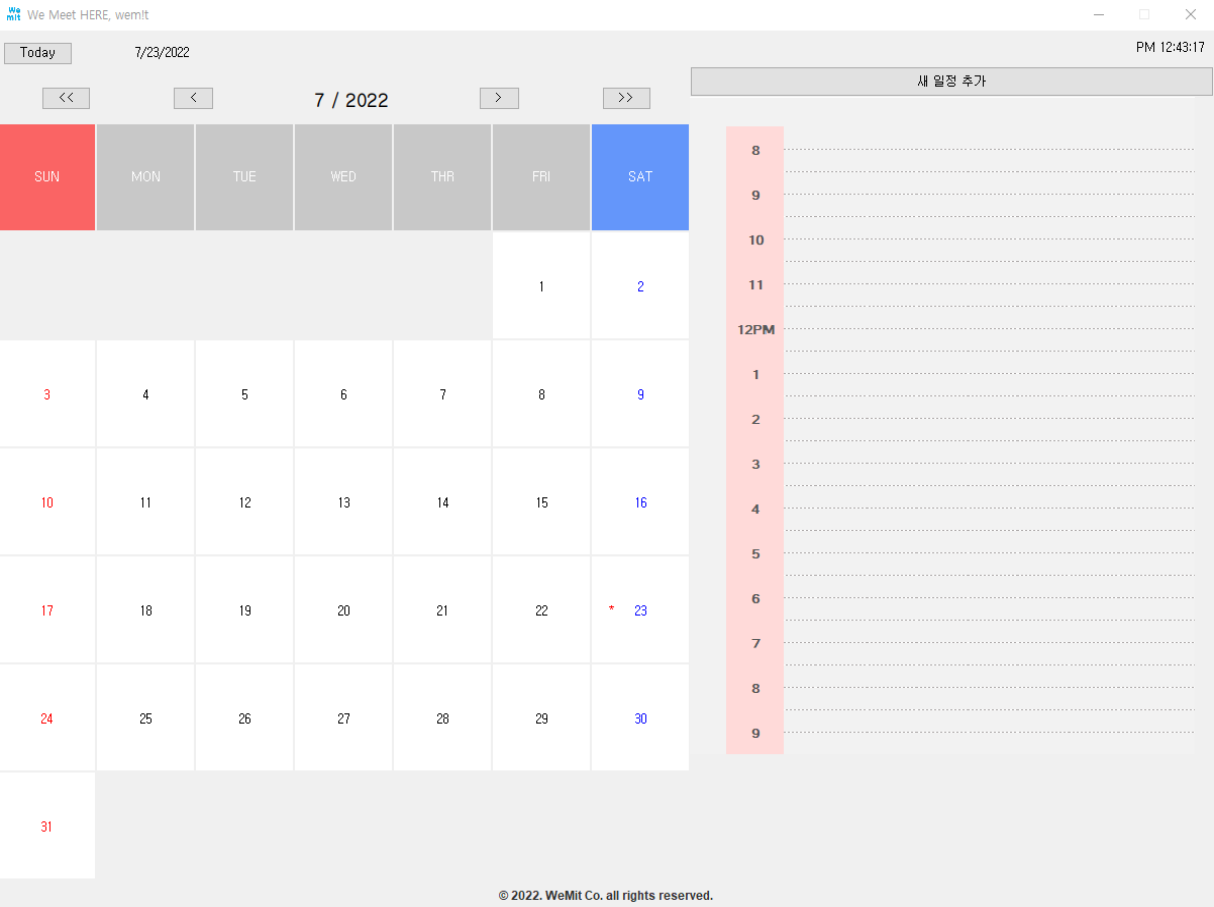 We mit We Meet HERE, wem!t
Today 7/23/2022 PM 12:43:17
<< < 7 / 2022 > >>
새 일정 추가
SUN MON TUE WED THR FRI SAT
1 2
3 4 5 6 7 8 9
10 11 12 13 14 15 16
17 18 19 20 21 22 * 23
24 25 26 27 28 29 30
31
8
9
10
11
12PM
1
2
3
4
5
6
7
8
9
© 2022. WeMit Co. all rights reserved.